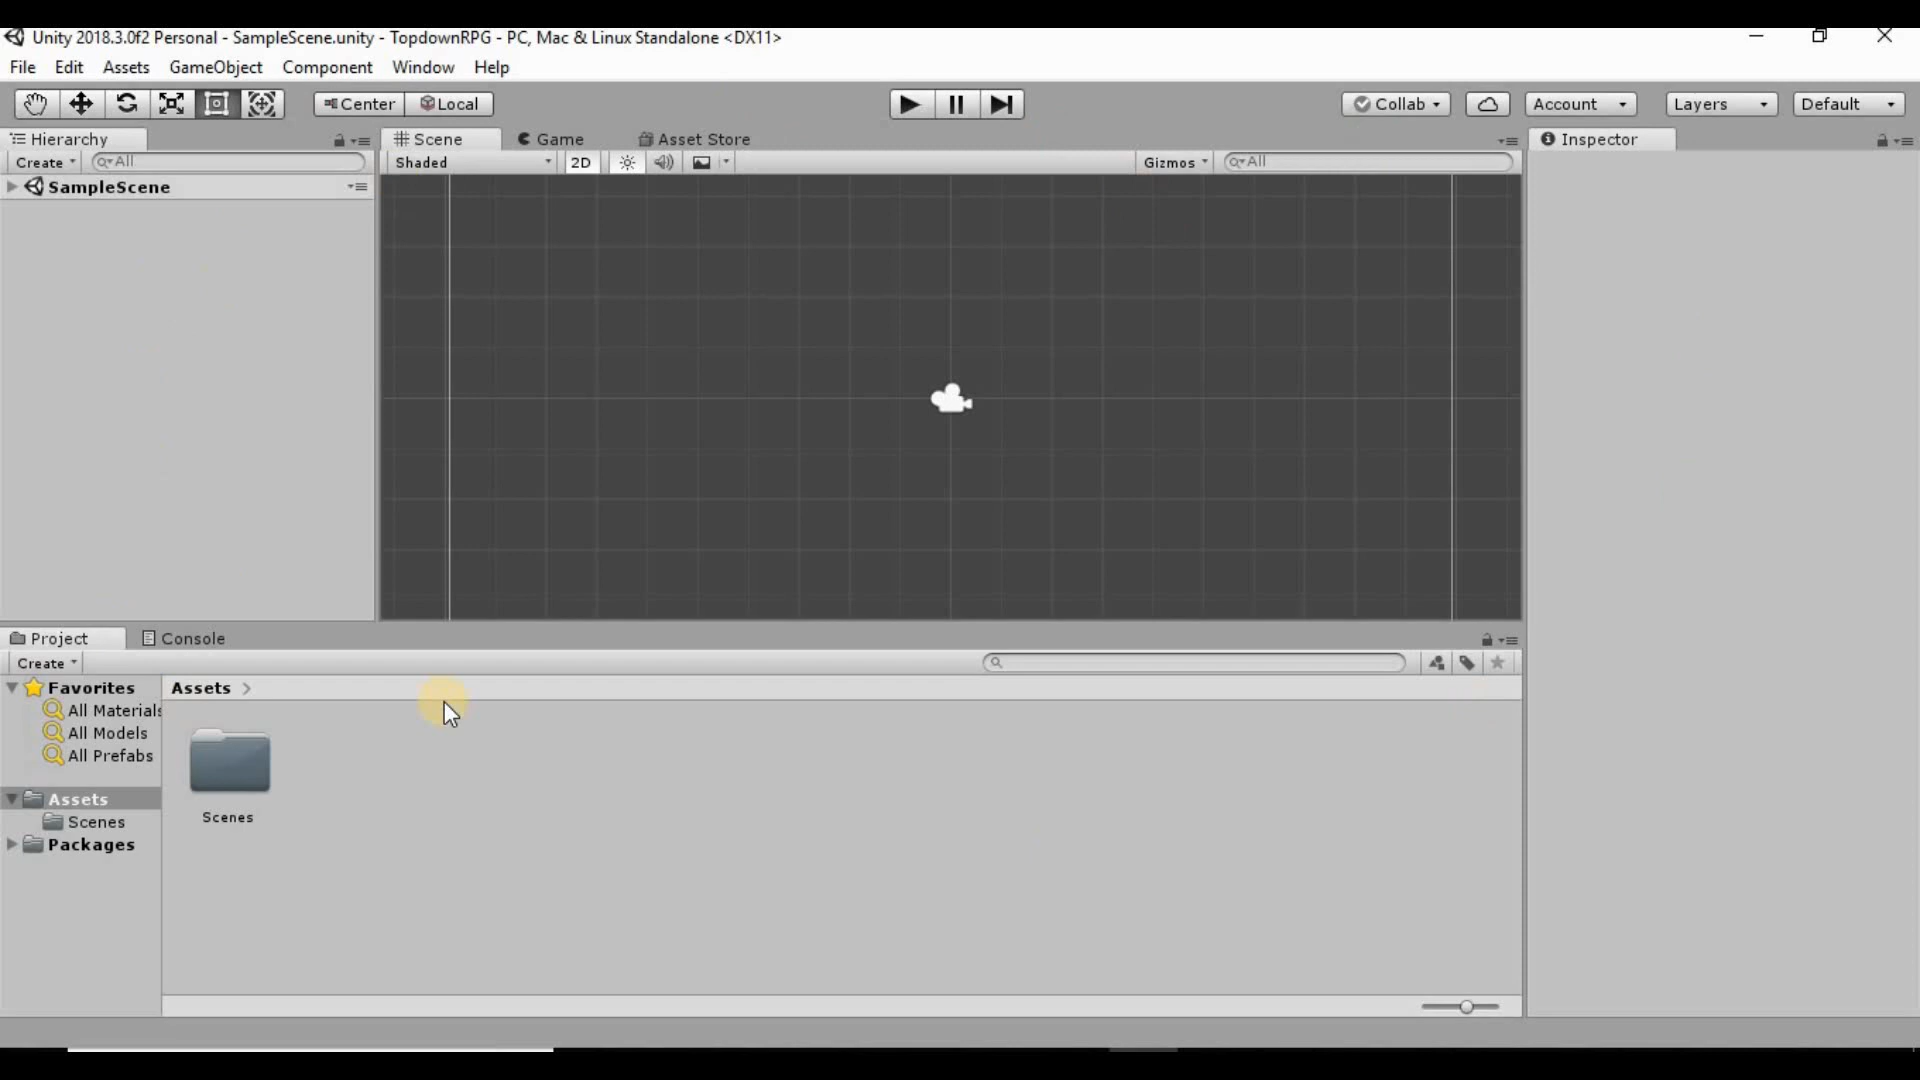 Unity 2018.3.0f2 Personal - SampleScene.unity - TopdownRPG - PC, Mac & Linux Standalone <DX11>
File Edit Assets GameObject Component Window Help
Center Local Collab Account Layers Default
Hierarchy Scene Game Asset Store Inspector
Create All Shaded 2D Gizmos All
SampleScene
Project Console
Create
Favorites Assets
All Materials
All Models
All Prefabs
Assets
Scenes
Packages
Scenes